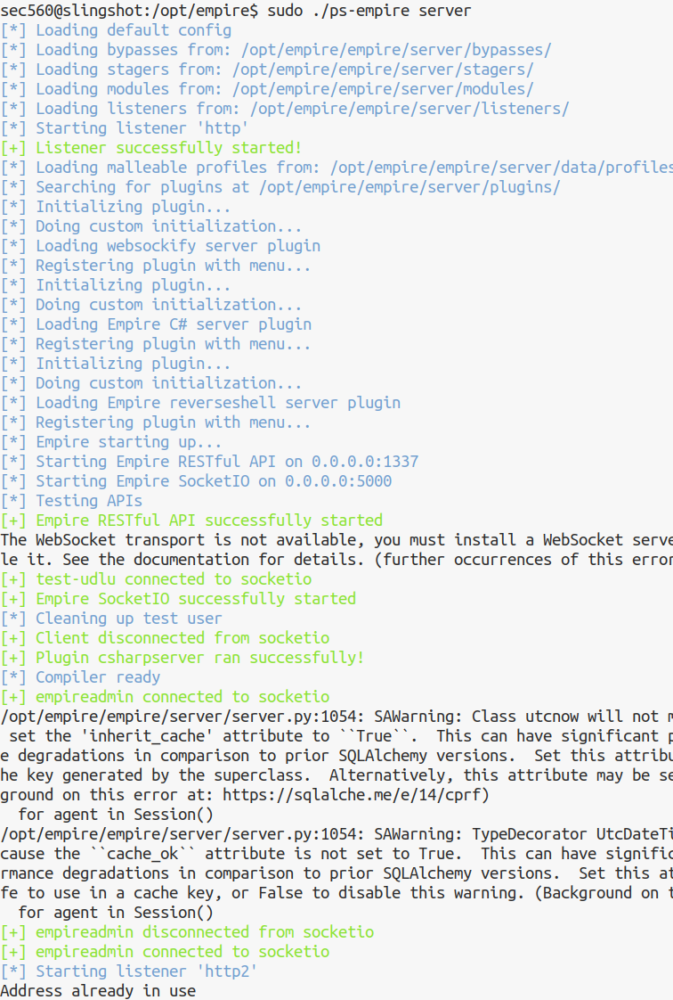 sec560@slingshot:/opt/empire$ sudo ./ps-empire server
[*] Loading default config
[*] Loading bypasses from: /opt/empire/empire/server/bypasses/
[*] Loading stagers from: /opt/empire/empire/server/stagers/
[*] Loading modules from: /opt/empire/empire/server/modules/
[*] Loading listeners from: /opt/empire/empire/server/listeners/
[*] Starting listener 'http'
[+] Listener successfully started!
[*] Loading malleable profiles from: /opt/empire/empire/server/data/profiles
[*] Searching for plugins at /opt/empire/empire/server/plugins/
[*] Initializing plugin...
[*] Doing custom initialization...
[*] Loading websockify server plugin
[*] Registering plugin with menu...
[*] Initializing plugin...
[*] Doing custom initialization...
[*] Loading Empire C# server plugin
[*] Registering plugin with menu...
[*] Initializing plugin...
[*] Doing custom initialization...
[*] Loading Empire reverseshell server plugin
[*] Registering plugin with menu...
[*] Empire starting up...
[*] Starting Empire RESTful API on 0.0.0.0:1337
[*] Starting Empire SocketIO on 0.0.0.0:5000
[*] Testing APIs
[+] Empire RESTful API successfully started
The WebSocket transport is not available, you must install a WebSocket serve
le it. See the documentation for details. (further occurrences of this error
[+] test-udlu connected to socketio
[+] Empire SocketIO successfully started
[*] Cleaning up test user
[+] Client disconnected from socketio
[+] Plugin csharpserver ran successfully!
[*] Compiler ready
[+] empireadmin connected to socketio
/opt/empire/empire/server/server.py:1054: SAWarning: Class utcnow will not m
 set the 'inherit_cache' attribute to ``True``.  This can have significant p
e degradations in comparison to prior SQLAlchemy versions.  Set this attribu
he key generated by the superclass.  Alternatively, this attribute may be se
ground on this error at: https://sqlalche.me/e/14/cprf)
  for agent in Session()
/opt/empire/empire/server/server.py:1054: SAWarning: TypeDecorator UtcDateTi
cause the ``cache_ok`` attribute is not set to True.  This can have signific
rmance degradations in comparison to prior SQLAlchemy versions.  Set this at
fe to use in a cache key, or False to disable this warning. (Background on t
  for agent in Session()
[+] empireadmin disconnected from socketio
[+] empireadmin connected to socketio
[*] Starting listener 'http2'
Address already in use